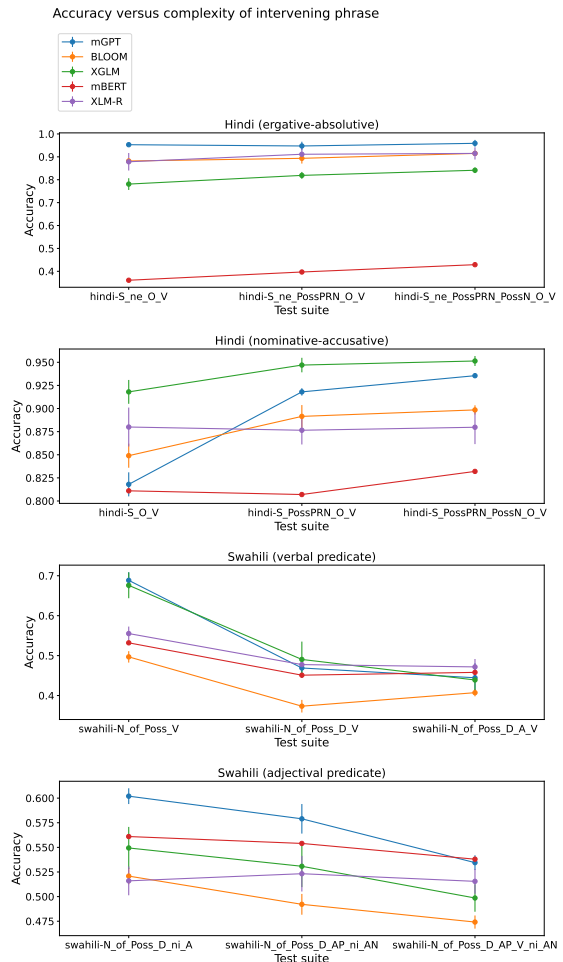 Accuracy versus complexity of intervening phrase
mGPT
BLOOM
XGLM
mBERT
XLM-R
Hindi (ergative-absolutive)
1.0
0.9
0.8
0.7
0.6
0.5
0.4
Accuracy
hindi-S_ne_O_V
hindi-S_ne_PossPRN_O_V
hindi-S_ne_PossPRN_PossN_O_V
Test suite
Hindi (nominative-accusative)
0.950
0.925
0.900
0.875
0.850
0.825
0.800
Accuracy
hindi-S_O_V
hindi-S_PossPRN_O_V
hindi-S_PossPRN_PossN_O_V
Test suite
Swahili (verbal predicate)
0.7
0.6
0.5
0.4
Accuracy
swahili-N_of_Poss_V
swahili-N_of_Poss_D_V
swahili-N_of_Poss_D_A_V
Test suite
Swahili (adjectival predicate)
0.600
0.575
0.550
0.525
0.500
0.475
Accuracy
swahili-N_of_Poss_D_ni_A
swahili-N_of_Poss_D_AP_ni_AN
swahili-N_of_Poss_D_AP_V_ni_AN
Test suite